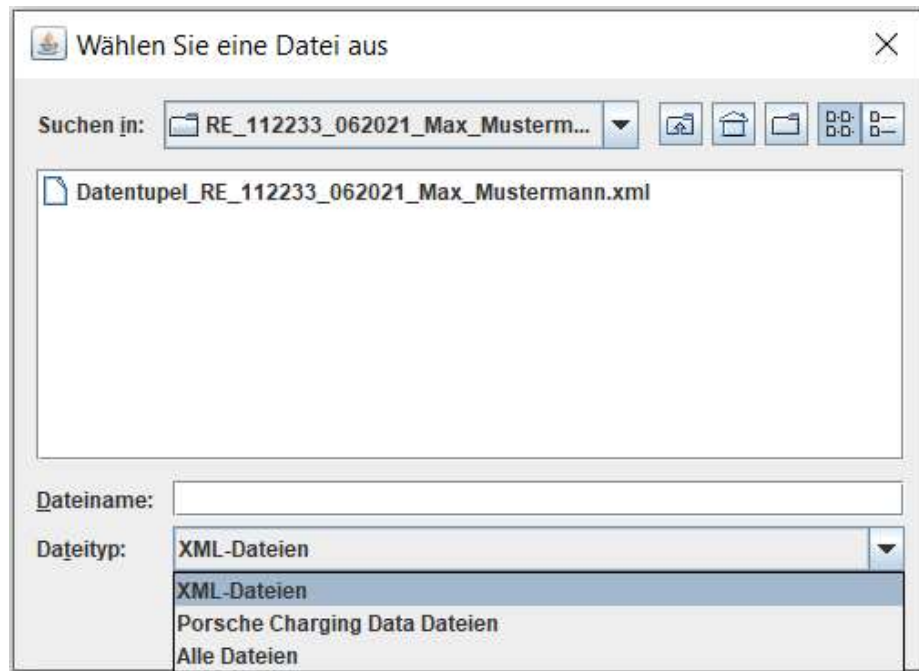 Wählen Sie eine Datei aus
Suchen in: RE_112233_062021_Max_Musterm...
Datentupel_RE_112233_062021_Max_Mustermann.xml
Dateiname:
Dateityp: XML-Dateien
XML-Dateien
Porsche Charging Data Dateien
Alle Dateien